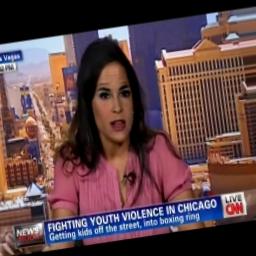 Vegas
FIGHTING YOUTH VIOLENCE IN CHICAGO
Getting kids off the street, into boxing ring
LIVE
CNN
NEWS